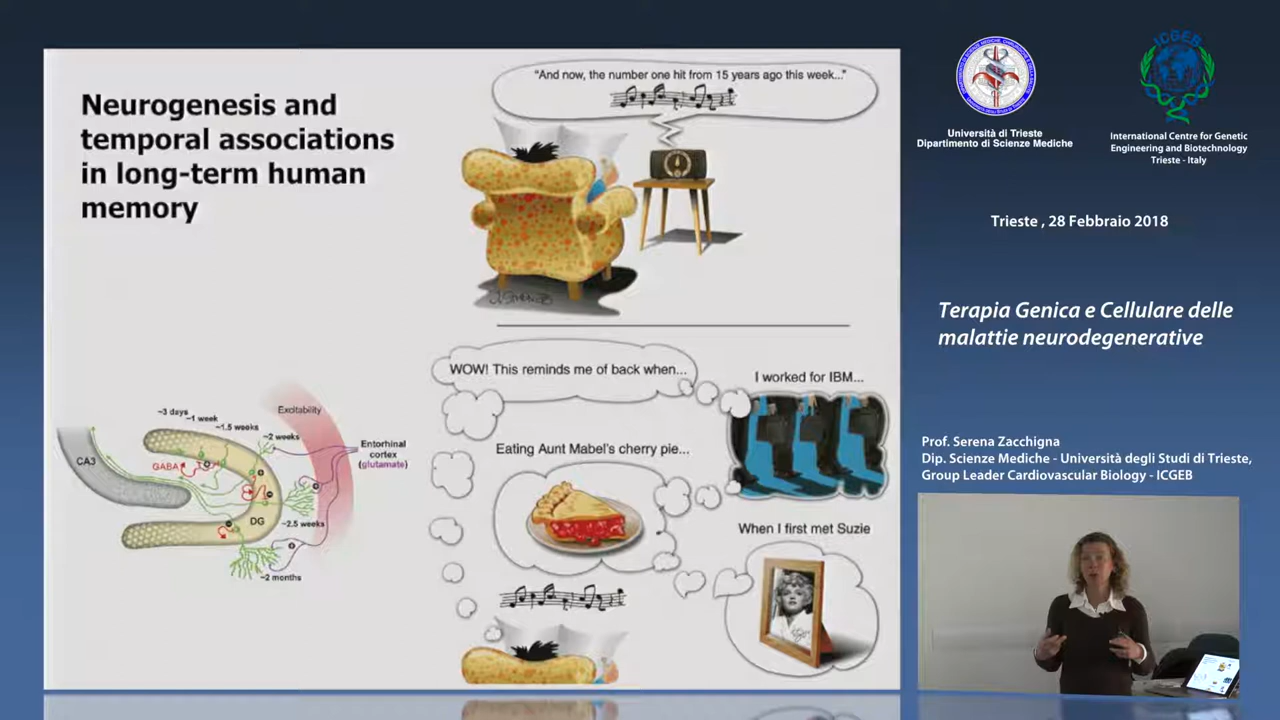 Neurogenesis and
temporal associations
in long-term human
memory
"And now, the number one hit from 15 years ago this week..."
WOW! This reminds me of back when...
I worked for IBM...
Eating Aunt Mabel's cherry pie...
When I first met Suzie
~3 days
~1 week
~1.5 weeks
~2 weeks
Excitability
Entorhinal
cortex
(glutamate)
CA3
GABA
DG
~2.5 weeks
~2 months
Università di Trieste
Dipartimento di Scienze Mediche
ICGEB
International Centre for Genetic
Engineering and Biotechnology
Trieste - Italy
Trieste , 28 Febbraio 2018
Terapia Genica e Cellulare delle
malattie neurodegenerative
Prof. Serena Zacchigna
Dip. Scienze Mediche - Università degli Studi di Trieste,
Group Leader Cardiovascular Biology - ICGEB